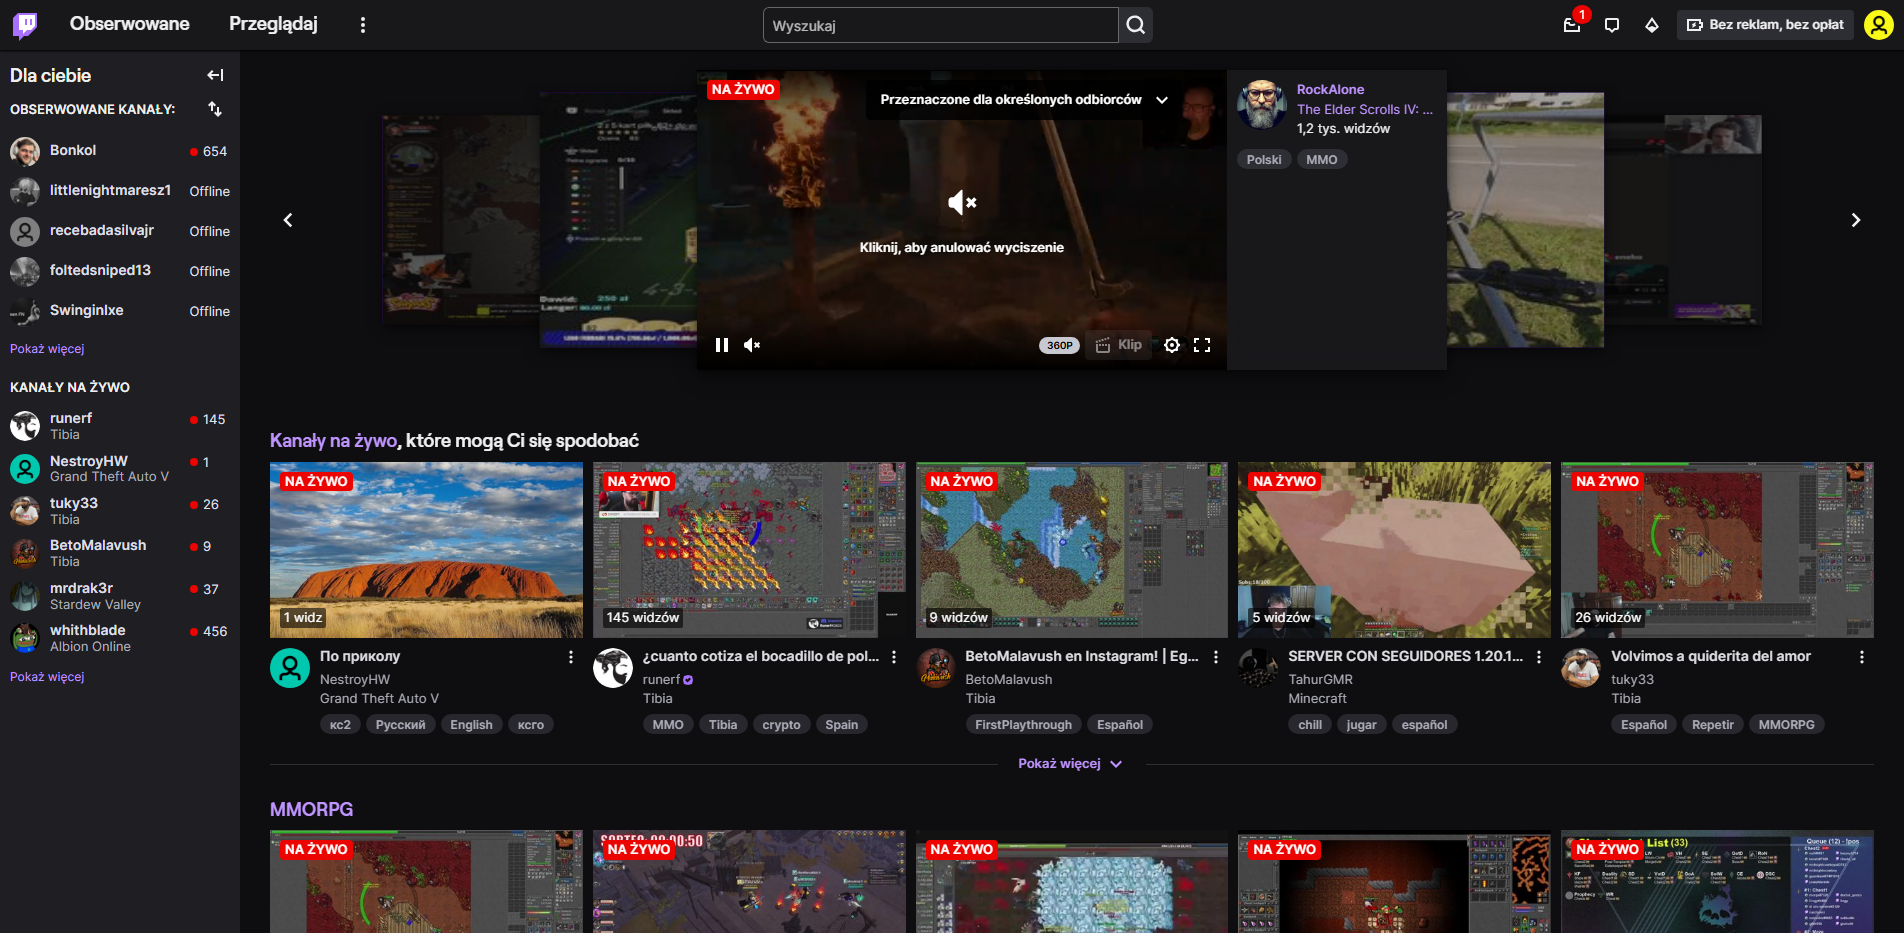 Obserwowane
Przeglądaj
Wyszukaj
1
Bez reklam, bez opłat
Dla ciebie
OBSERWOWANE KANAŁY:
Bonkol
654
littlenightmaresz1
Offline
recebadasilvajr
Offline
foltedsniped13
Offline
Swinginlxe
Offline
Pokaż więcej
KANAŁY NA ŻYWO
runerf
145
Tibia
NestroyHW
1
Grand Theft Auto V
tuky33
26
Tibia
BetoMalavush
9
Tibia
mrdrak3r
37
Stardew Valley
whithblade
456
Albion Online
Pokaż więcej
NA ŻYWO
Przeznaczone dla określonych odbiorców
Kliknij, aby anulować wyciszenie
360P
Klip
RockAlone
The Elder Scrolls IV: ...
1,2 tys. widzów
Polski
MMO
Kanały na żywo, które mogą Ci się spodobać
NA ŻYWO
1 widz
По приколу
NestroyHW
Grand Theft Auto V
кс2
Русский
English
ксго
NA ŻYWO
145 widzów
¿cuanto cotiza el bocadillo de pol...
runerf
Tibia
MMO
Tibia
crypto
Spain
NA ŻYWO
9 widzów
BetoMalavush en Instagram! | Eg...
BetoMalavush
Tibia
FirstPlaythrough
Español
NA ŻYWO
5 widzów
SERVER CON SEGUIDORES 1.20.1...
TahurGMR
Minecraft
chill
jugar
español
NA ŻYWO
26 widzów
Volvimos a quiderita del amor
tuky33
Tibia
Español
Repetir
MMORPG
Pokaż więcej
MMORPG
NA ŻYWO
NA ŻYWO
NA ŻYWO
NA ŻYWO
NA ŻYWO
List (33)
Queue (12)